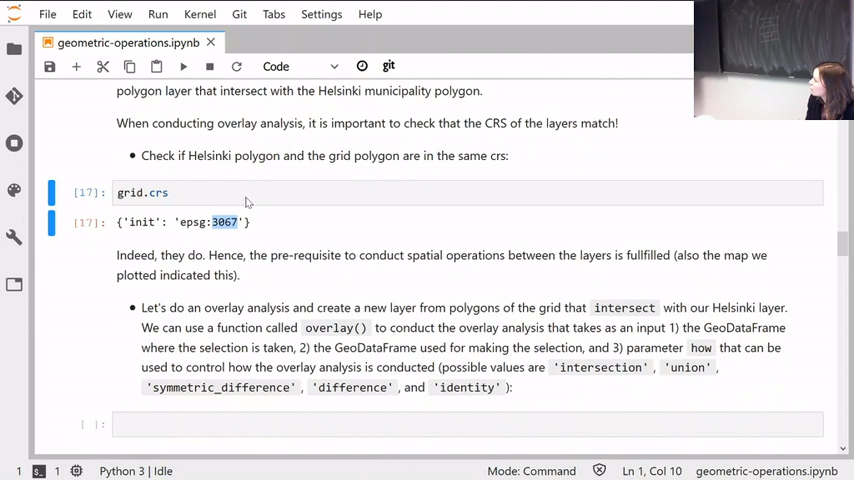 File Edit View Run Kernel Git Tabs Settings Help
geometric-operations.ipynb
Code
git
polygon layer that intersect with the Helsinki municipality polygon.
When conducting overlay analysis, it is important to check that the CRS of the layers match!
• Check if Helsinki polygon and the grid polygon are in the same crs:
[17]: grid.crs
[17]: {'init': 'epsg:3067'}
Indeed, they do. Hence, the pre-requisite to conduct spatial operations between the layers is fullfilled (also the map we
plotted indicated this).
• Let's do an overlay analysis and create a new layer from polygons of the grid that intersect with our Helsinki layer.
We can use a function called overlay() to conduct the overlay analysis that takes as an input 1) the GeoDataFrame
where the selection is taken, 2) the GeoDataFrame used for making the selection, and 3) parameter how that can be
used to control how the overlay analysis is conducted (possible values are 'intersection', 'union',
'symmetric_difference', 'difference', and 'identity'):
[ ]:
1 $_ 1 Python 3 | Idle Mode: Command Ln 1, Col 10 geometric-operations.ipynb